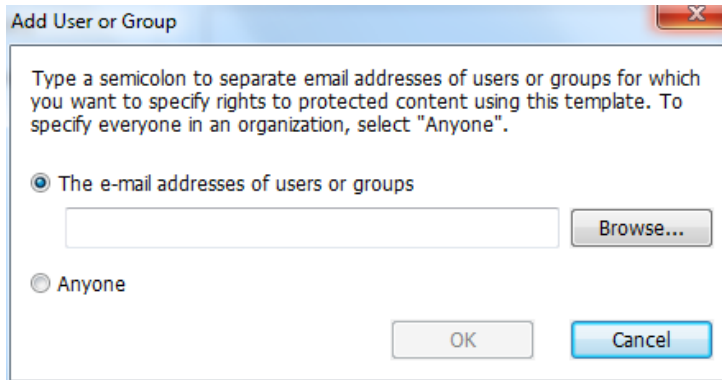 Add User or Group
Type a semicolon to separate email addresses of users or groups for which
you want to specify rights to protected content using this template. To
specify everyone in an organization, select "Anyone".
The e-mail addresses of users or groups
Browse...
Anyone
OK
Cancel